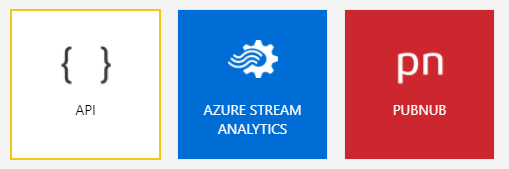 { }
API
AZURE STREAM
ANALYTICS
pn
PUBNUB